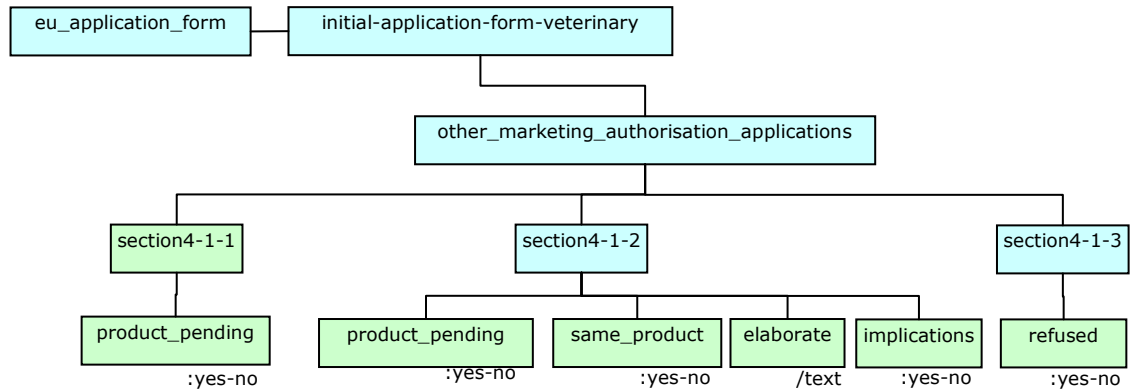 eu_application_form
initial-application-form-veterinary
other_marketing_authorisation_applications
section4-1-1
section4-1-2
section4-1-3
product_pending
product_pending
same_product
elaborate
implications
refused
:yes-no
:yes-no
:yes-no
/text
:yes-no
:yes-no